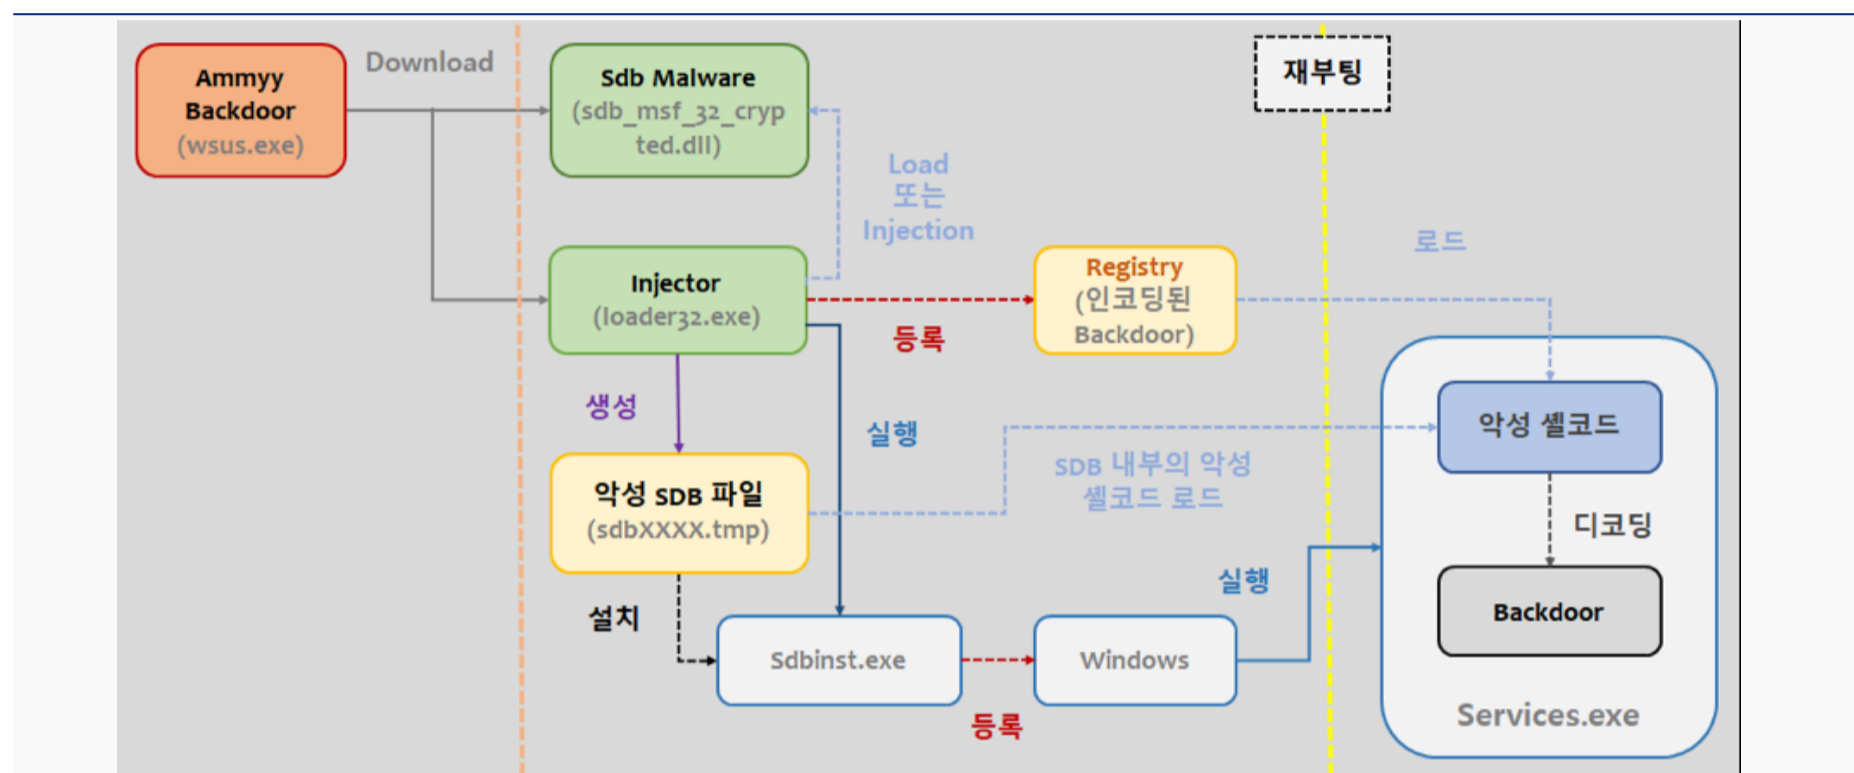 Ammyy
Backdoor
(wsus.exe)
Download
Sdb Malware
(sdb_msf_32_cryp
ted.dll)
재부팅
Load
또는
Injection
Injector
(loader32.exe)
등록
Registry
(인코딩된
Backdoor)
로드
생성
실행
악성 SDB 파일
(sdbXXXX.tmp)
SDB 내부의 악성
셸코드 로드
악성 셸코드
디코딩
설치
Sdbinst.exe
등록
Windows
실행
Backdoor
Services.exe